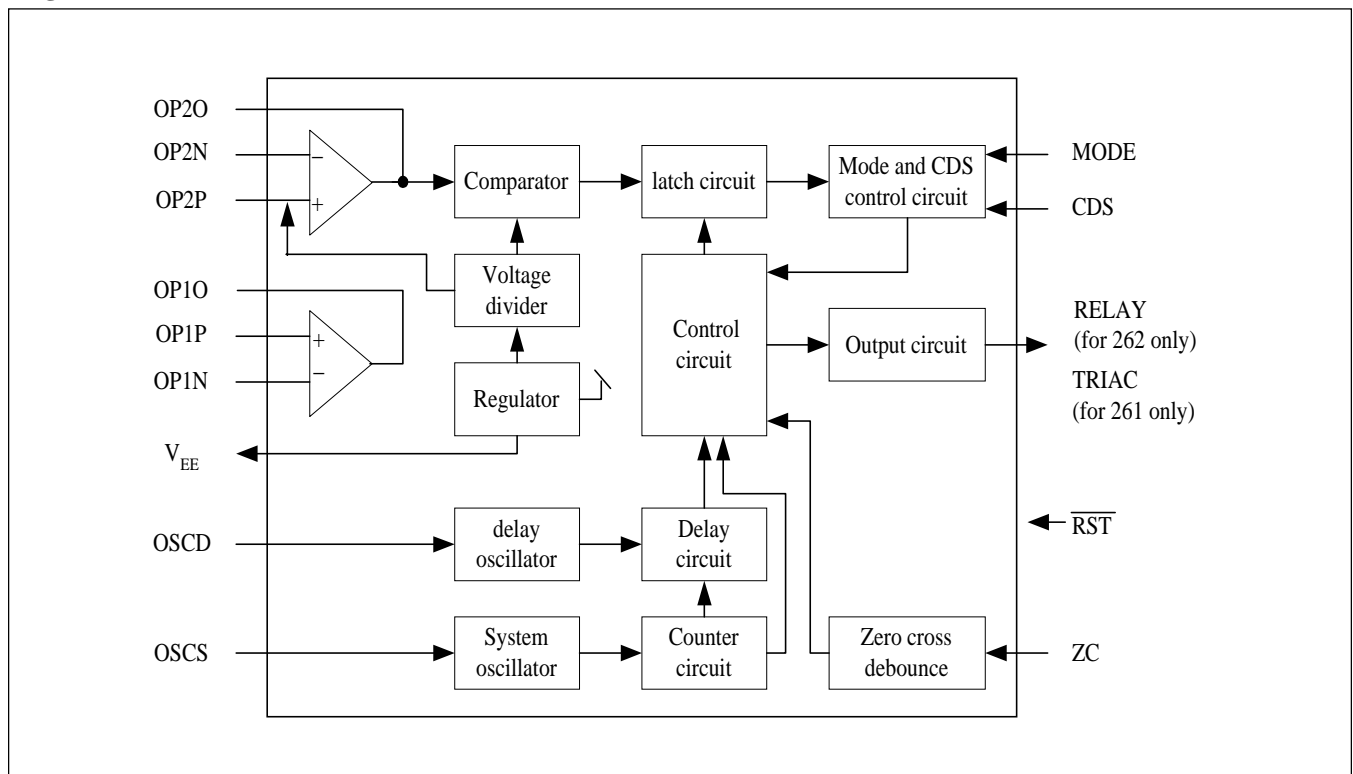 OP2O
OP2N
OP2P
OP1O
OP1P
OP1N
VEE
OSCD
OSCS
−
+
+
−
Comparator
latch circuit
Mode and CDS
control circuit
Voltage
divider
Regulator
Control
circuit
Output circuit
delay
oscillator
Delay
circuit
System
oscillator
Counter
circuit
Zero cross
debounce
MODE
CDS
RELAY
(for 262 only)
TRIAC
(for 261 only)
RST
ZC